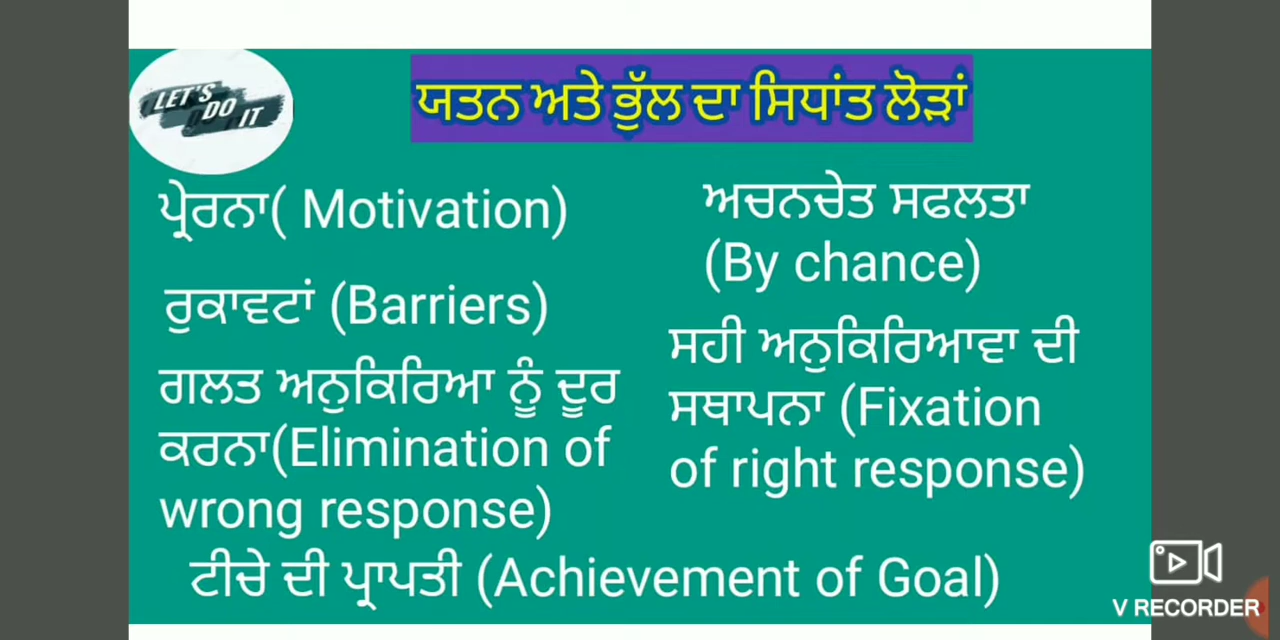 LET'S
DO IT
ਯਤਨ ਅਤੇ ਭੁੱਲ ਦਾ ਸਿਧਾਂਤ ਲੋੜਾਂ
ਪ੍ਰੇਰਨਾ( Motivation)
ਰੁਕਾਵਟਾਂ (Barriers)
ਗਲਤ ਅਨੁਕਿਰਿਆ ਨੂੰ ਦੂਰ
ਕਰਨਾ(Elimination of
wrong response)
ਅਚਨਚੇਤ ਸਫਲਤਾ
(By chance)
ਸਹੀ ਅਨੁਕਿਰਿਆਵਾ ਦੀ
ਸਥਾਪਨਾ (Fixation
of right response)
ਟੀਚੇ ਦੀ ਪ੍ਰਾਪਤੀ (Achievement of Goal)
V RECORDER